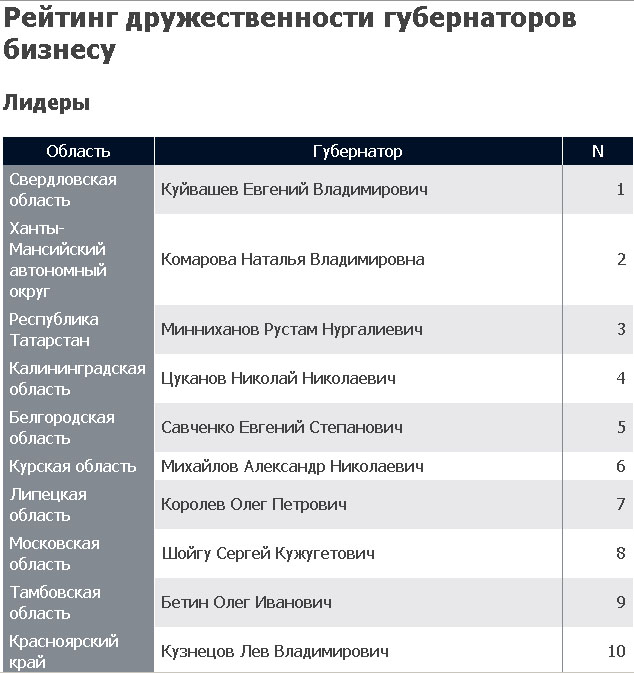 Рейтинг дружественности губернаторов
бизнесу
Лидеры
Область Губернатор N
Свердловская
область
Куйвашев Евгений Владимирович 1
Ханты-
Мансийский
автономный
округ
Комарова Наталья Владимировна 2
Республика
Татарстан
Минниханов Рустам Нургалиевич 3
Калининградская
область
Цуканов Николай Николаевич 4
Белгородская
область
Савченко Евгений Степанович 5
Курская область Михайлов Александр Николаевич 6
Липецкая
область
Королев Олег Петрович 7
Московская
область
Шойгу Сергей Кужугетович 8
Тамбовская
область
Бетин Олег Иванович 9
Красноярский
край
Кузнецов Лев Владимирович 10